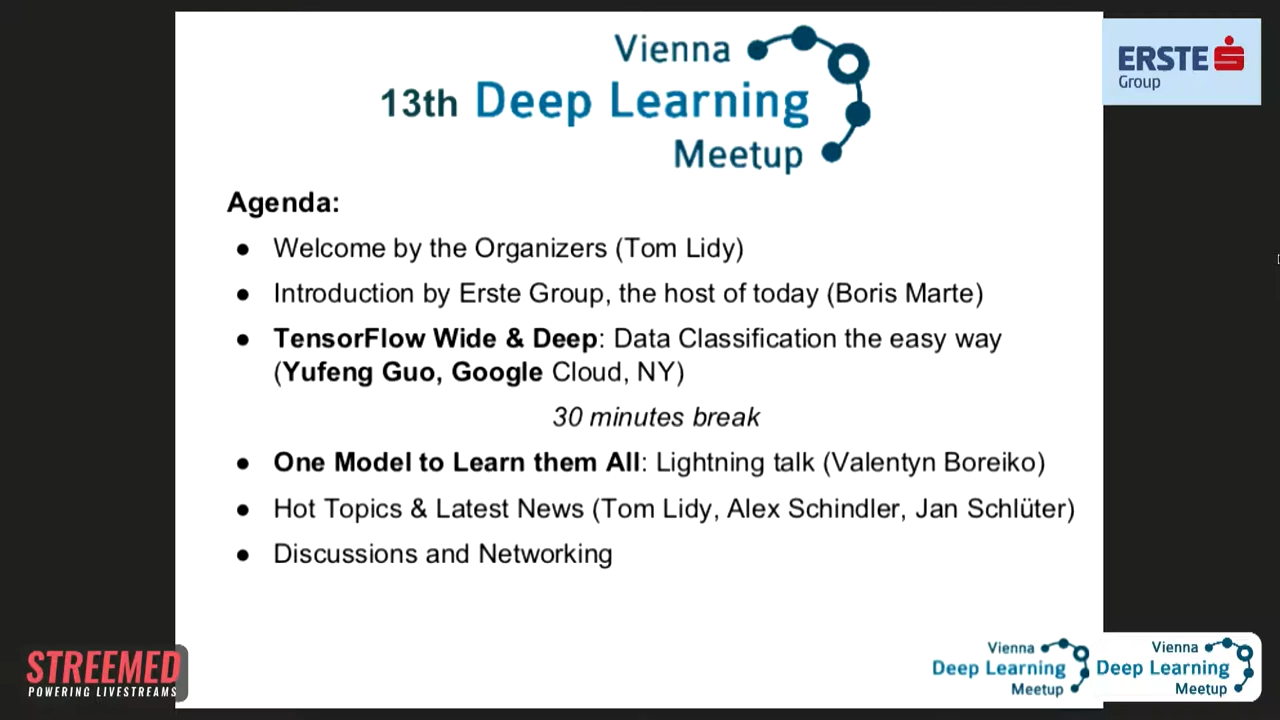 Vienna
13th Deep Learning
Meetup
ERSTE
Group
Agenda:
● Welcome by the Organizers (Tom Lidy)
● Introduction by Erste Group, the host of today (Boris Marte)
● TensorFlow Wide & Deep: Data Classification the easy way
(Yufeng Guo, Google Cloud, NY)
30 minutes break
● One Model to Learn them All: Lightning talk (Valentyn Boreiko)
● Hot Topics & Latest News (Tom Lidy, Alex Schindler, Jan Schlüter)
● Discussions and Networking
STREEMED
POWERING LIVESTREAMS
Vienna
Deep Learning
Meetup
Vienna
Deep Learning
Meetup